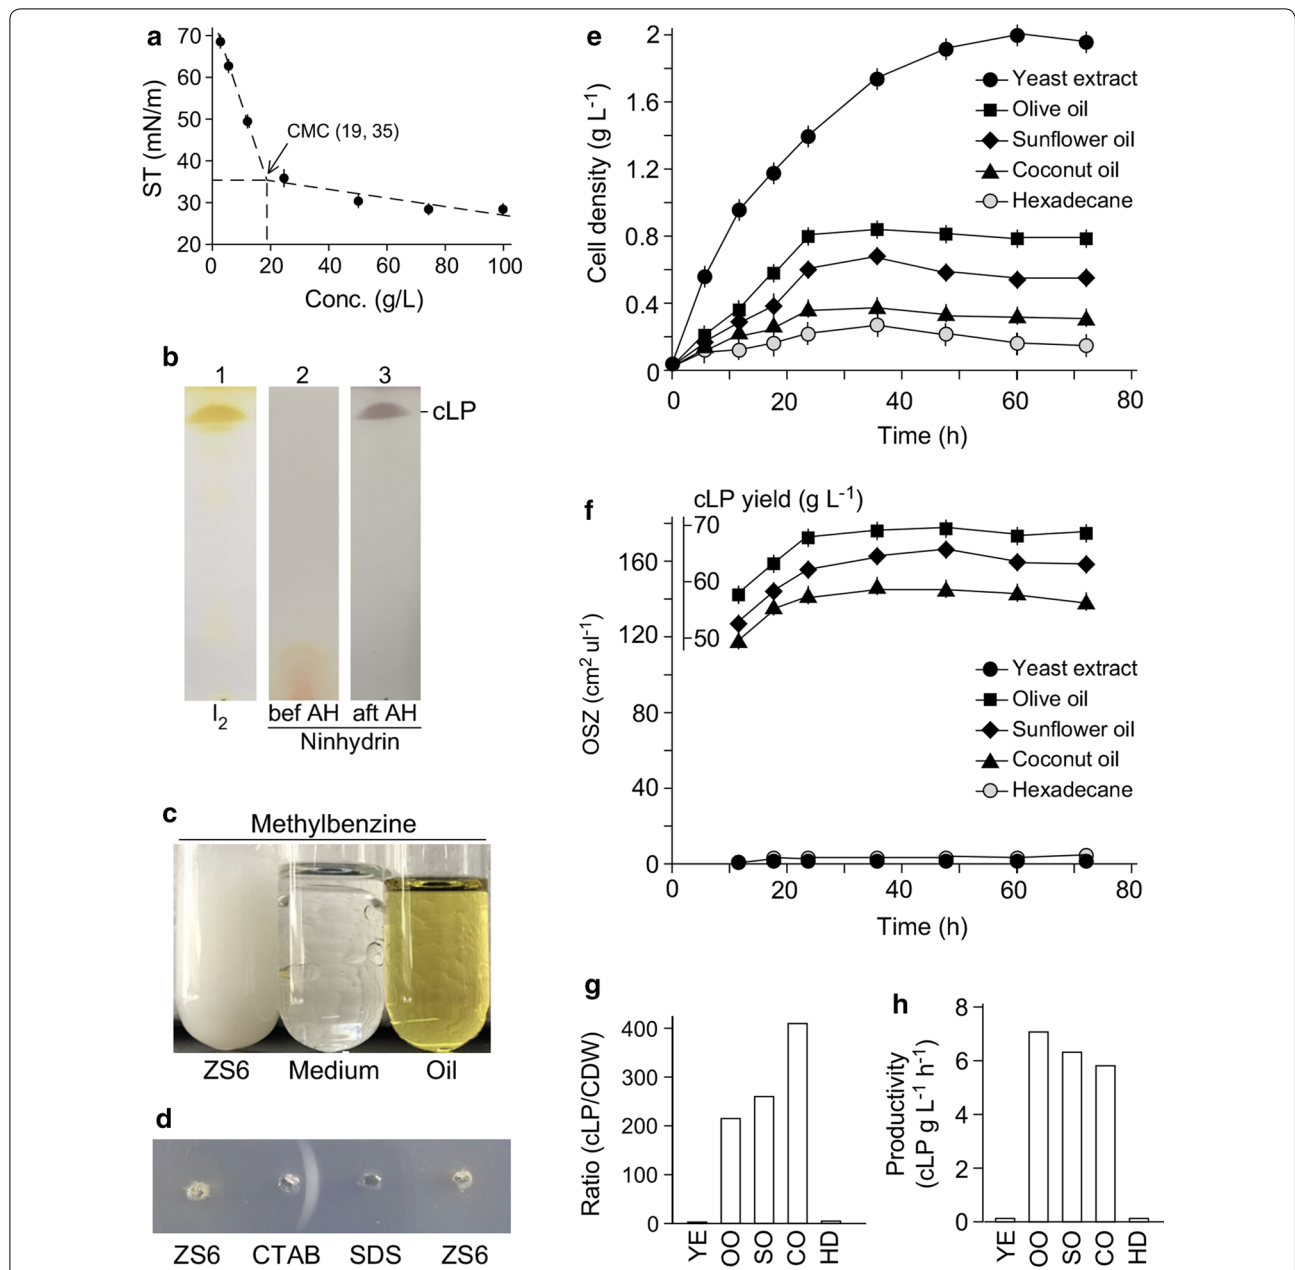 a
70
60
50
40
30
20
ST (mN/m)
CMC (19, 35)
0 20 40 60 80 100
Conc. (g/L)
b
1 2 3
cLP
I2 bef AH aft AH
Ninhydrin
c
Methylbenzine
ZS6 Medium Oil
d
ZS6 CTAB SDS ZS6
e
2
1.6
1.2
0.8
0.4
0
Cell density (g L-1)
Yeast extract
Olive oil
Sunflower oil
Coconut oil
Hexadecane
0 20 40 60 80
Time (h)
f
cLP yield (g L-1)
70
60
50
160
120
80
40
0
OSZ (cm2 ul-1)
Yeast extract
Olive oil
Sunflower oil
Coconut oil
Hexadecane
0 20 40 60 80
Time (h)
g
400
300
200
100
0
Ratio (cLP/CDW)
YE OO SO CO HD
h
8
6
4
2
0
Productivity
(cLP g L-1 h-1)
YE OO SO CO HD